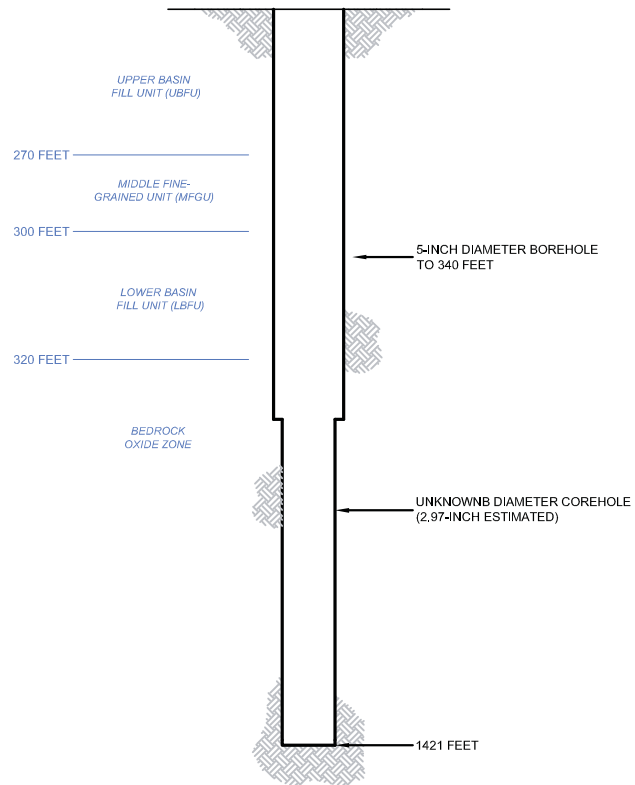 UPPER BASIN
FILL UNIT (UBFU)
270 FEET
MIDDLE FINE-
GRAINED UNIT (MFGU)
300 FEET
5-INCH DIAMETER BOREHOLE
TO 340 FEET
LOWER BASIN
FILL UNIT (LBFU)
320 FEET
BEDROCK
OXIDE ZONE
UNKNOWNB DIAMETER COREHOLE
(2.97-INCH ESTIMATED)
1421 FEET